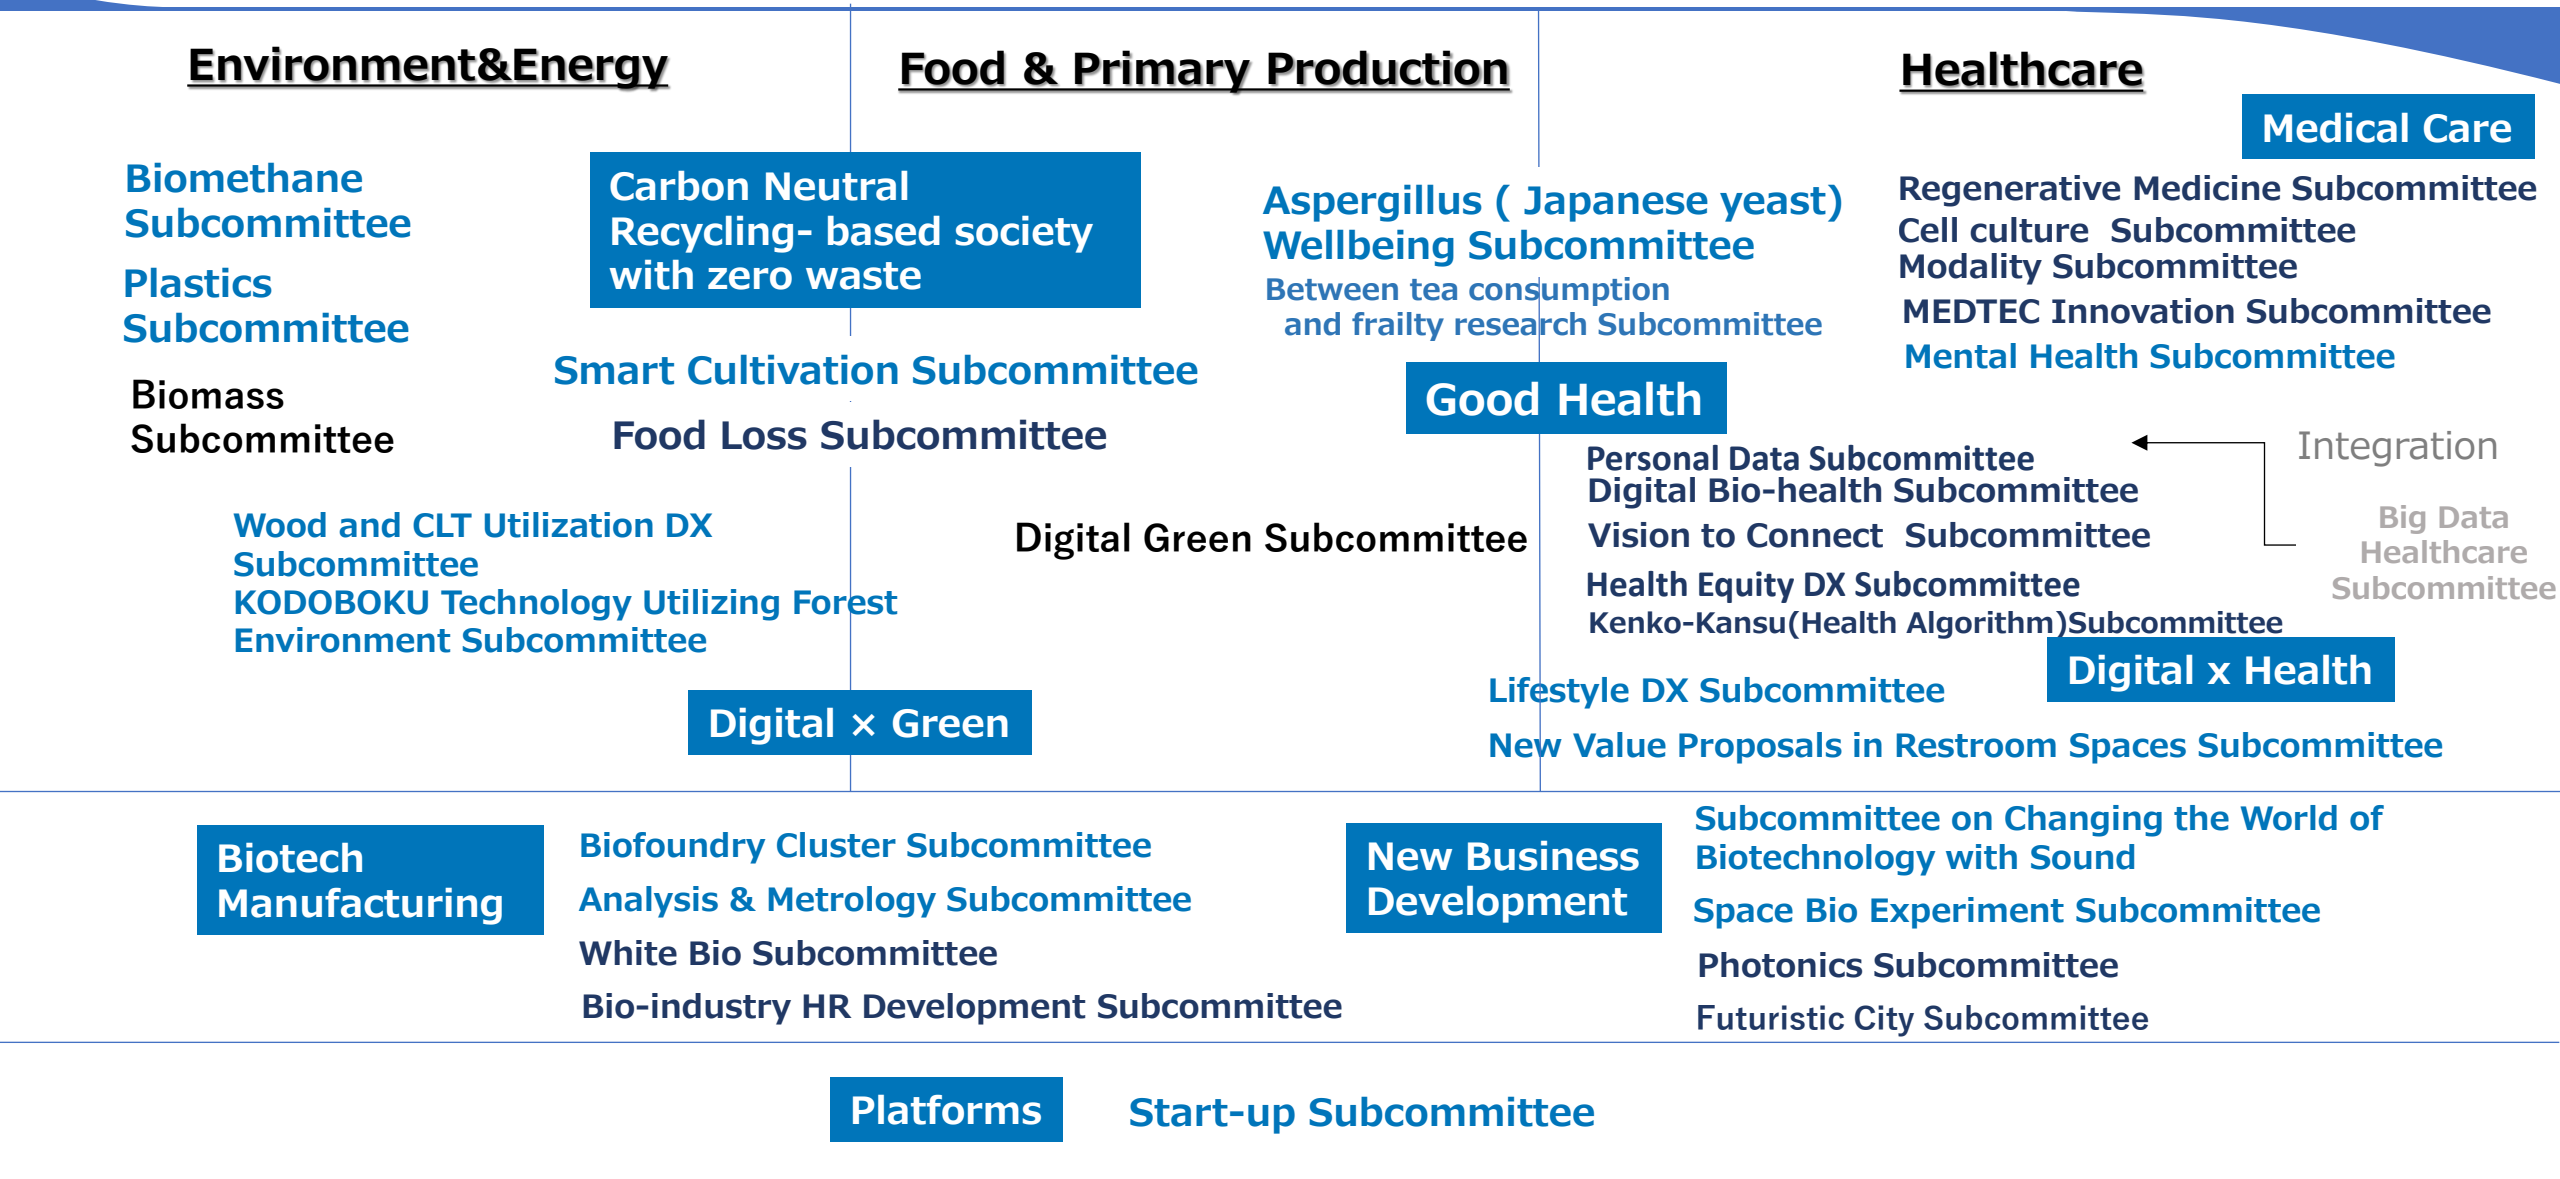 Environment&Energy
Food & Primary Production
Healthcare
Medical Care
Biomethane
Subcommittee
Plastics
Subcommittee
Biomass
Subcommittee
Carbon Neutral
Recycling- based society
with zero waste
Smart Cultivation Subcommittee
Food Loss Subcommittee
Wood and CLT Utilization DX
Subcommittee
KODOBOKU Technology Utilizing Forest
Environment Subcommittee
Digital × Green
Digital Green Subcommittee
Aspergillus ( Japanese yeast)
Wellbeing Subcommittee
Between tea consumption
and frailty research Subcommittee
Good Health
Regenerative Medicine Subcommittee
Cell culture  Subcommittee
Modality Subcommittee
MEDTEC Innovation Subcommittee
Mental Health Subcommittee
Personal Data Subcommittee
Digital Bio-health Subcommittee
Vision to Connect  Subcommittee
Health Equity DX Subcommittee
Kenko-Kansu(Health Algorithm)Subcommittee
Integration
Big Data
Healthcare
Subcommittee
Digital x Health
Lifestyle DX Subcommittee
New Value Proposals in Restroom Spaces Subcommittee
Biotech
Manufacturing
Biofoundry Cluster Subcommittee
Analysis & Metrology Subcommittee
White Bio Subcommittee
Bio-industry HR Development Subcommittee
New Business
Development
Subcommittee on Changing the World of
Biotechnology with Sound
Space Bio Experiment Subcommittee
Photonics Subcommittee
Futuristic City Subcommittee
Platforms
Start-up Subcommittee